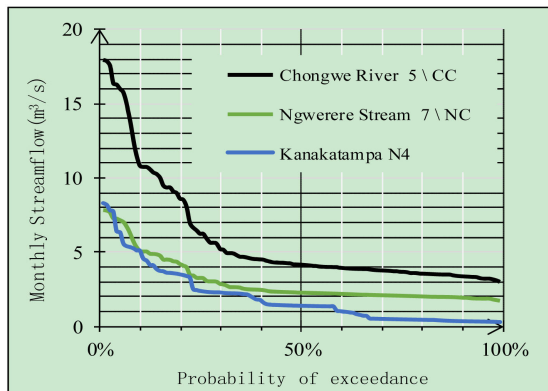 20
15
10
5
0
0%
50%
100%
Monthly Streamflow(m³/s)
Probability of exceedance
Chongwe River 5 \ CC
Ngwerere Stream 7 \ NC
Kanakatampa N4